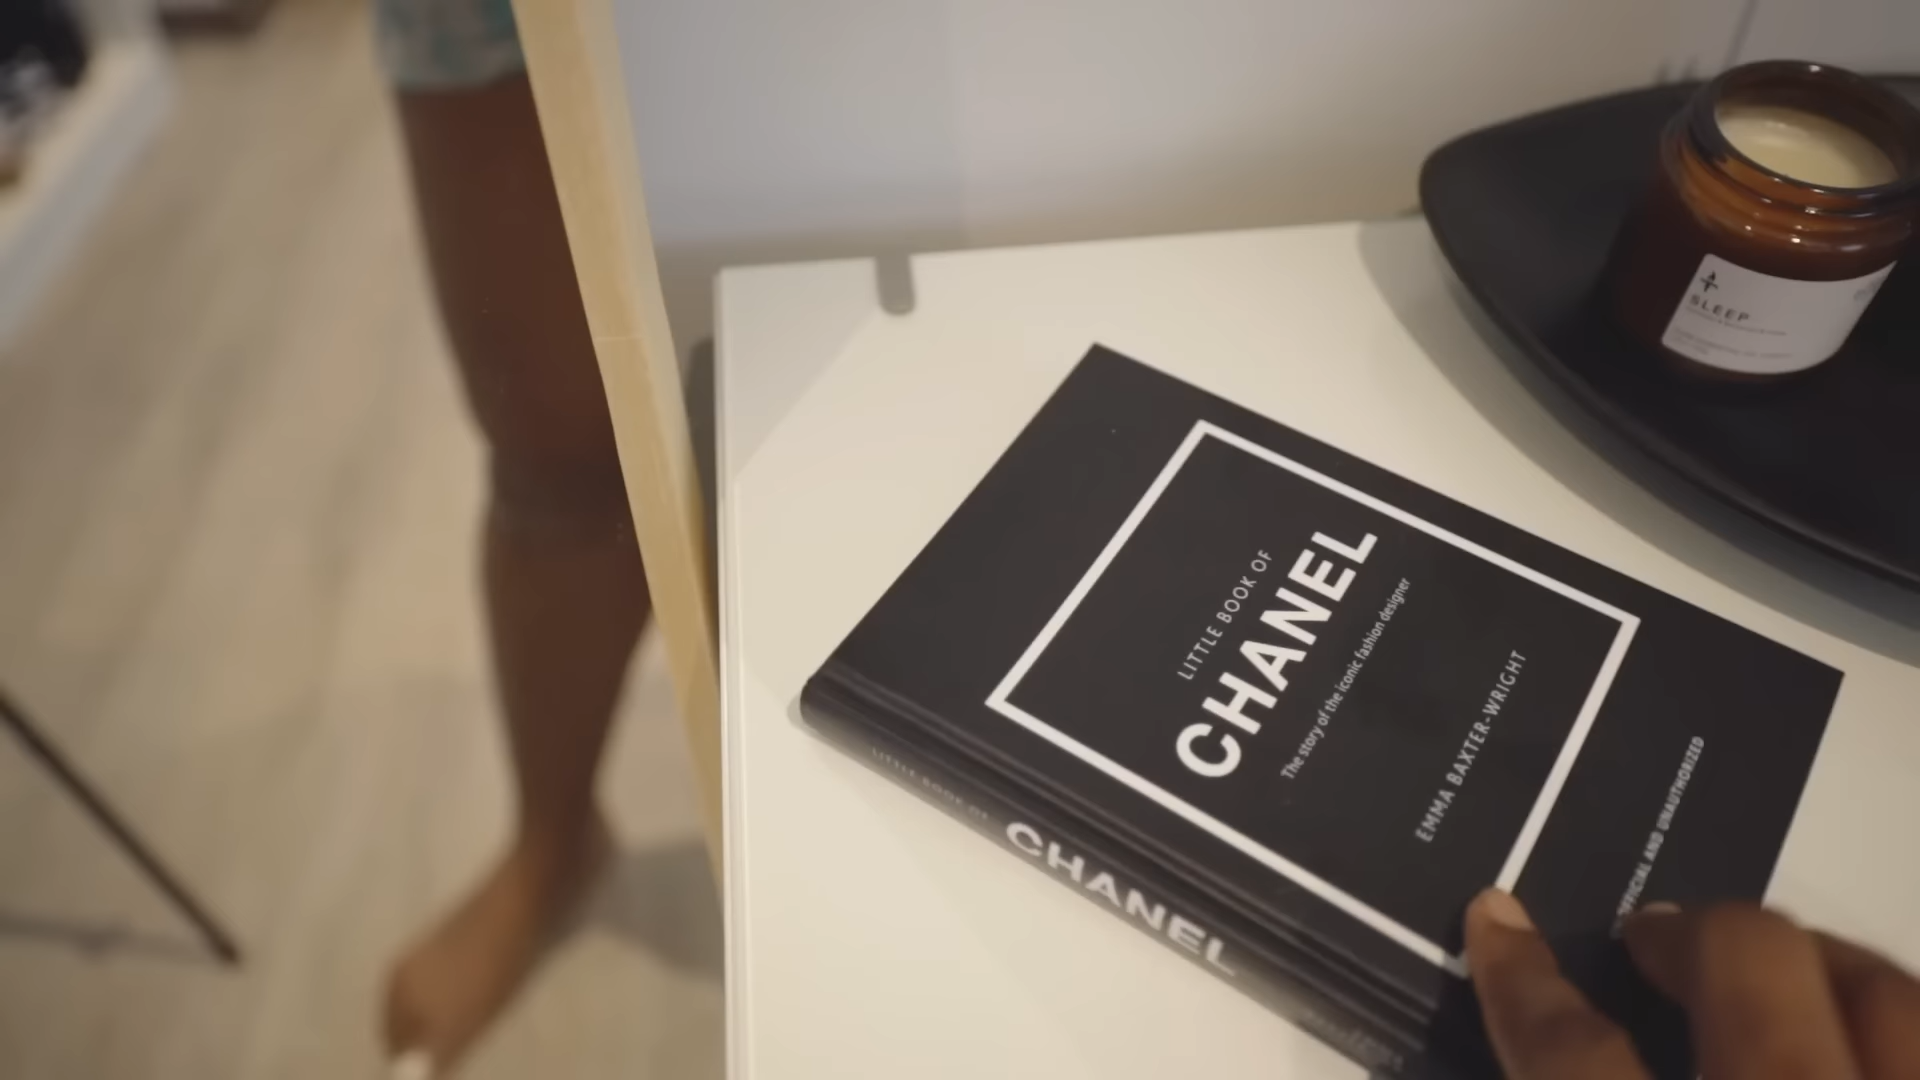 LITTLE BOOK OF
CHANEL
The story of the iconic fashion designer
EMMA BAXTER-WRIGHT
AND UNAUTHORIZED
LITTLE BOOK OF
CHANEL
SLEEP